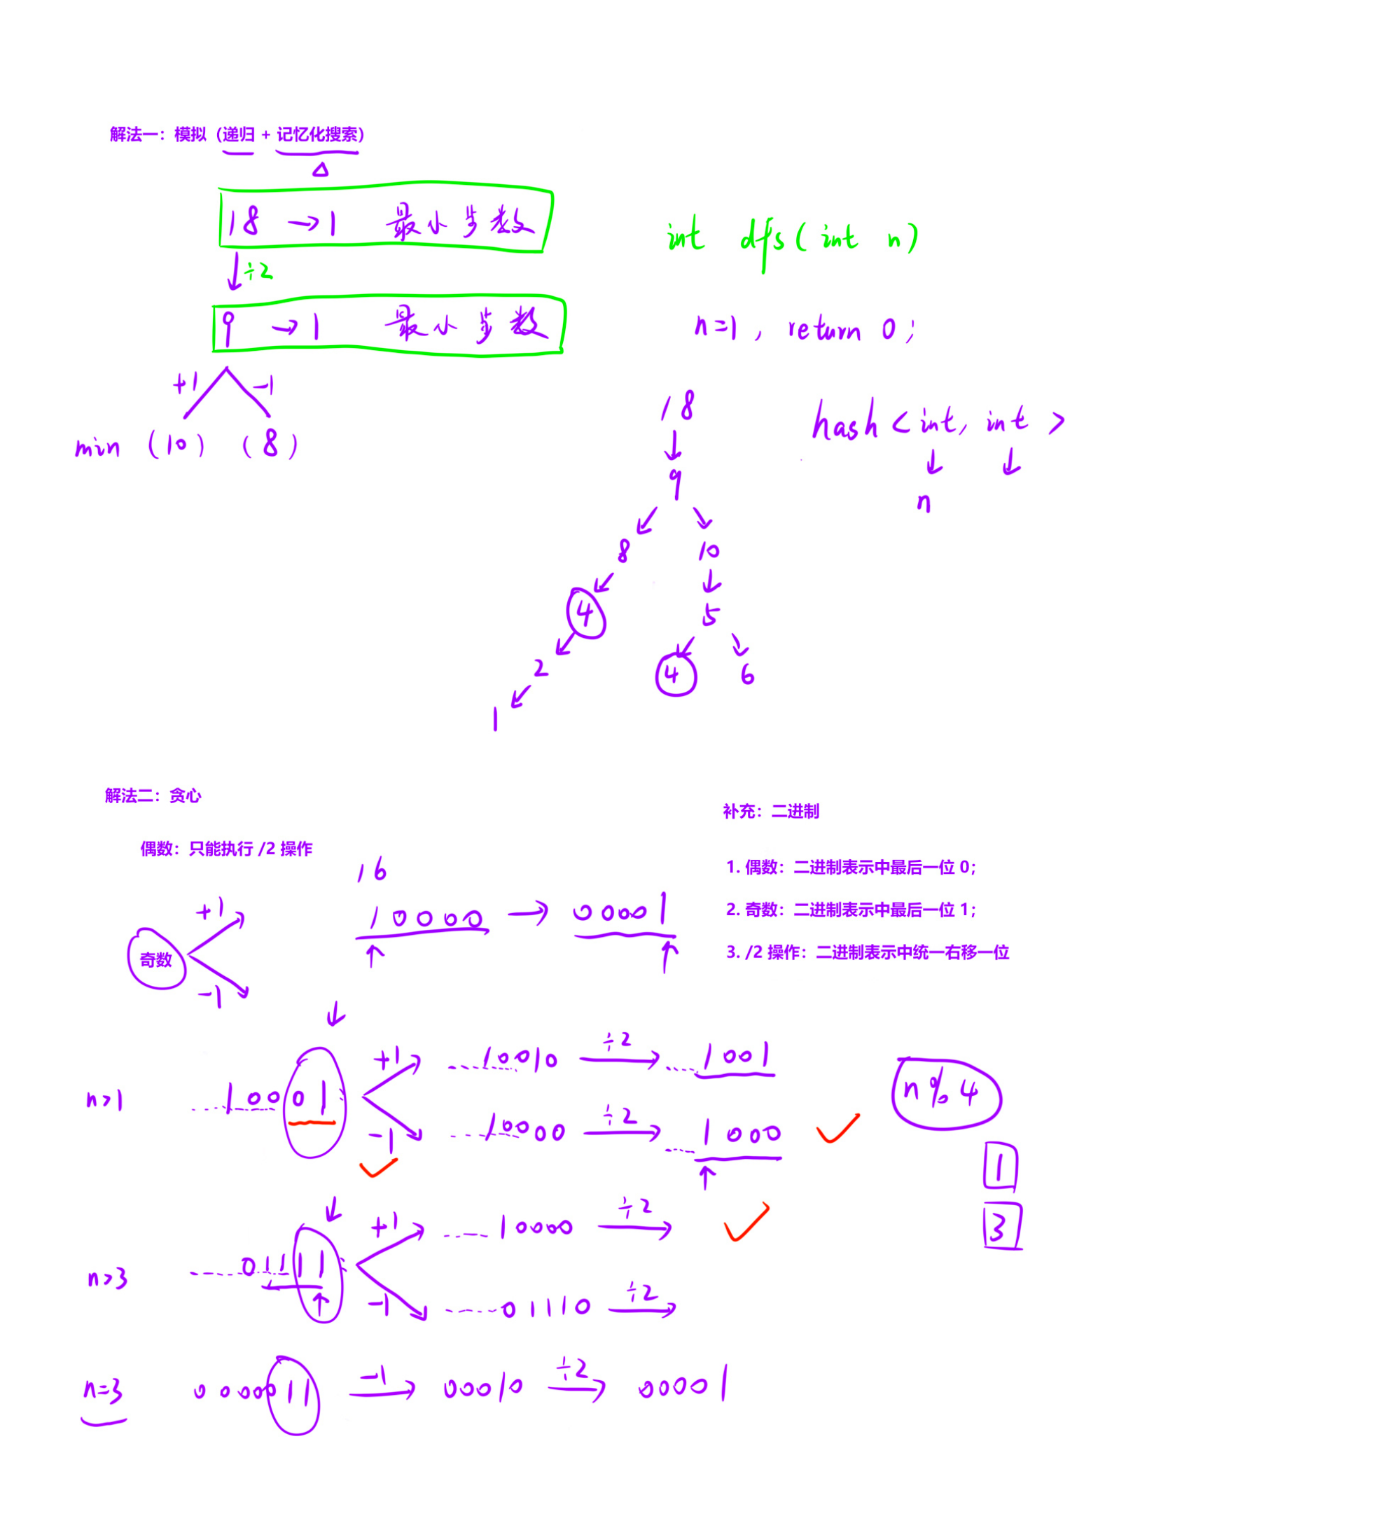 解法一：模拟（递归 + 记忆化搜索）
18 →1 最小步数
↓÷2
9 →1 最小步数
+1 -1
min (10) (8)
int dfs(int n)
n=1, return 0;
hash<int, int>
↓ ↓
n
18
↓
9
↙ ↘
8 10
↙ ↓
4 5
↙ ↙ ↘
2 4 6
↙
1
解法二：贪心
偶数：只能执行 /2 操作
奇数
+1
-1
16
10000 → 00001
↑ ↑
补充：二进制
1. 偶数：二进制表示中最后一位 0；
2. 奇数：二进制表示中最后一位 1；
3. /2 操作：二进制表示中统一右移一位
↓
n>1 ......10001
+1 ......10010 ÷2 → .....1001
-1 ......10000 ÷2 → .....1000 ✓
✓ ↑
n%4
1
3
↓
n>3 ......01111
+1 .....10000 ÷2 → ✓
↑ -1 .....01110 ÷2 →
n=3 0000011 -1 → 00010 ÷2 → 00001